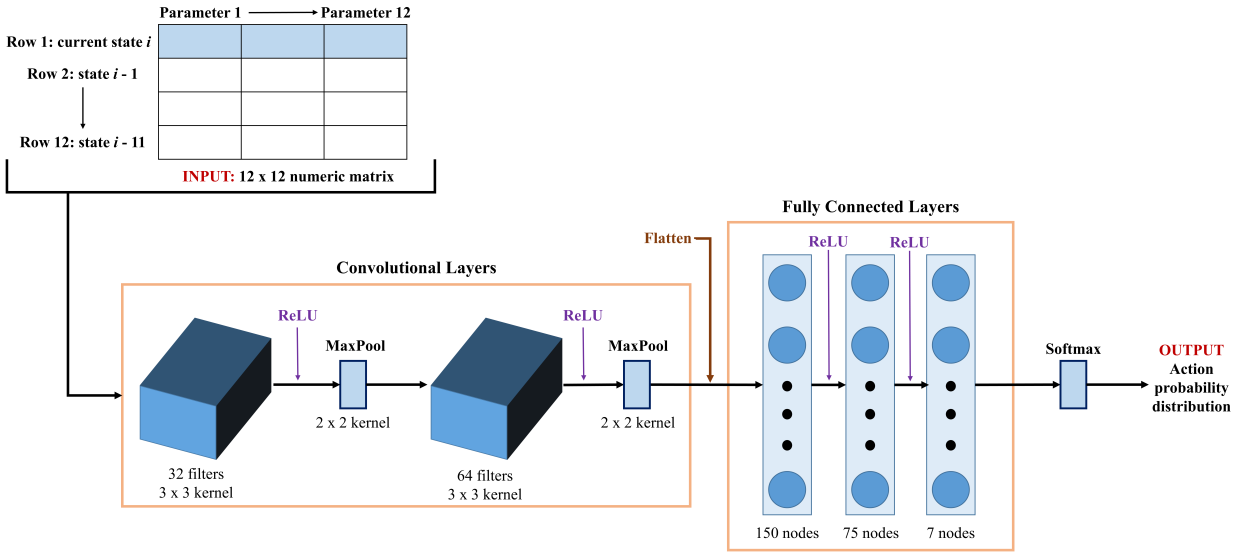 Parameter 1
Parameter 12
Row 1: current state i
Row 2: state i - 1
Row 12: state i - 11
INPUT: 12 x 12 numeric matrix
Convolutional Layers
ReLU
MaxPool
2 x 2 kernel
32 filters
3 x 3 kernel
ReLU
MaxPool
2 x 2 kernel
64 filters
3 x 3 kernel
Flatten
Fully Connected Layers
ReLU
ReLU
150 nodes
75 nodes
7 nodes
Softmax
OUTPUT
Action
probability
distribution